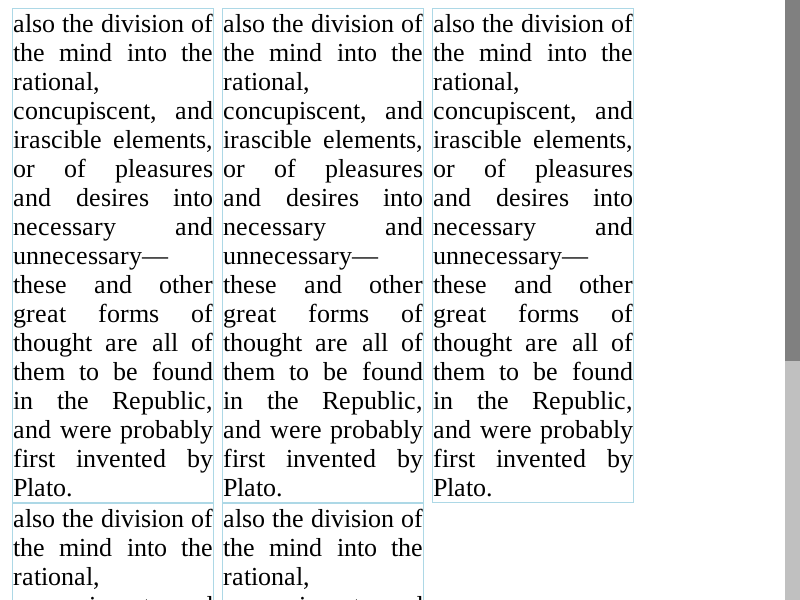 also the division of
the mind into the
rational,
concupiscent, and
irascible elements,
or of pleasures
and desires into
necessary and
unnecessary—
these and other
great forms of
thought are all of
them to be found
in the Republic,
and were probably
first invented by
Plato.
also the division of
the mind into the
rational,
concupiscent, and
irascible elements,
or of pleasures
and desires into
necessary and
unnecessary—
these and other
great forms of
thought are all of
them to be found
in the Republic,
and were probably
first invented by
Plato.
also the division of
the mind into the
rational,
concupiscent, and
irascible elements,
or of pleasures
and desires into
necessary and
unnecessary—
these and other
great forms of
thought are all of
them to be found
in the Republic,
and were probably
first invented by
Plato.
also the division of
the mind into the
rational,
also the division of
the mind into the
rational,